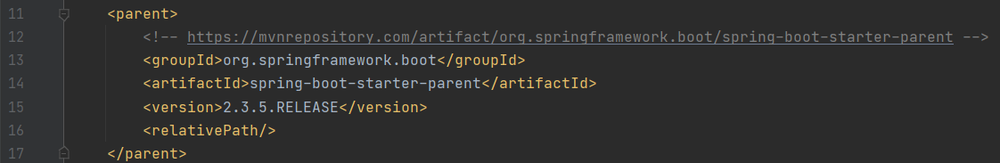 11 <parent>
12 <!-- https://mvnrepository.com/artifact/org.springframework.boot/spring-boot-starter-parent -->
13 <groupId>org.springframework.boot</groupId>
14 <artifactId>spring-boot-starter-parent</artifactId>
15 <version>2.3.5.RELEASE</version>
16 <relativePath/>
17 </parent>